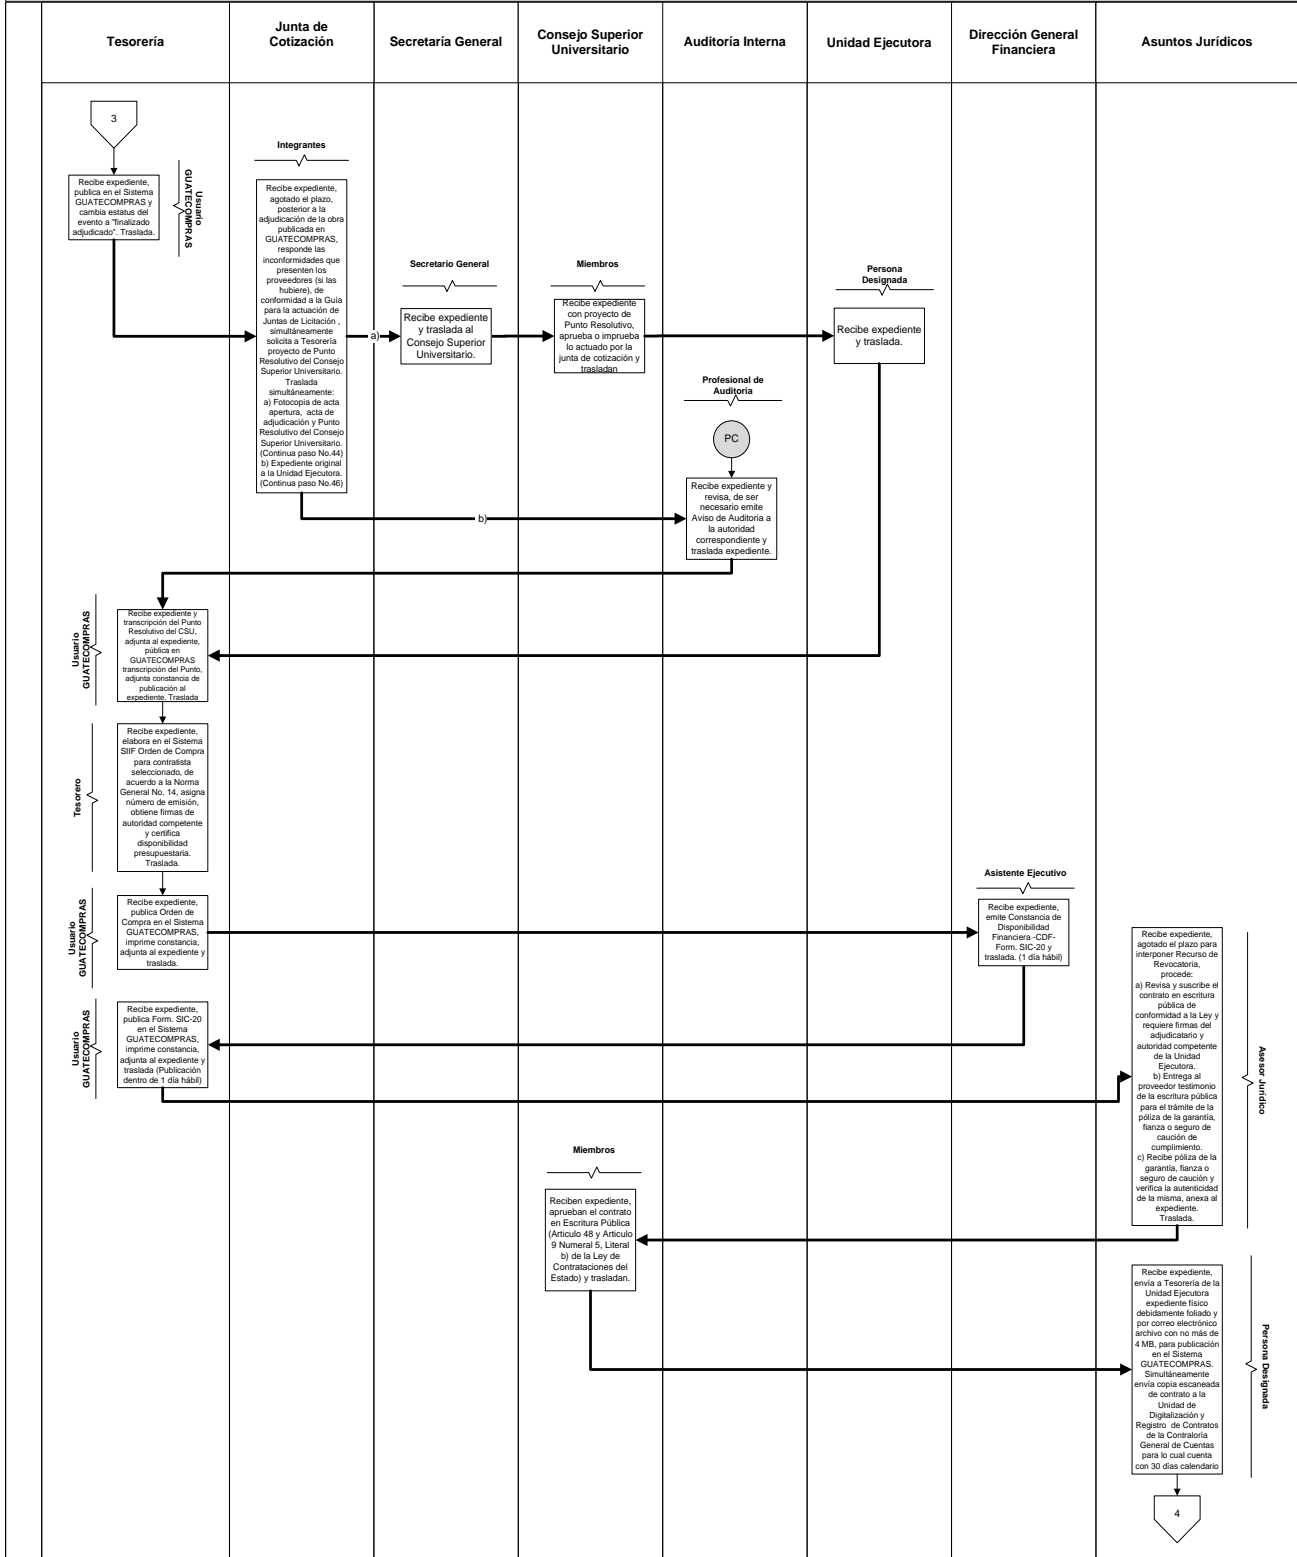 Tesorería
Junta de
Cotización
Secretaría General
Consejo Superior
Universitario
Auditoría Interna
Unidad Ejecutora
Dirección General
Financiera
Asuntos Jurídicos
3
Recibe expediente,
publica en el Sistema
GUATECOMPRAS y
cambia estatus del
evento a "finalizado
adjudicado". Traslada.
Usuario
GUATECOMPRAS
Integrantes
Recibe expediente,
agotado el plazo,
posterior a la
adjudicación de la obra
publicada en
GUATECOMPRAS,
responde las
inconformidades que
presenten los
proveedores (si las
hubiere), de
conformidad a la Guía
para la actuación de
Juntas de Licitación ,
simultáneamente
solicita a Tesorería
proyecto de Punto
Resolutivo del Consejo
Superior Universitario.
Traslada
simultáneamente:
a) Fotocopia de acta
apertura,  acta de
adjudicación y Punto
Resolutivo del Consejo
Superior Universitario.
(Continua paso No.44)
b) Expediente original
a la Unidad Ejecutora.
(Continua paso No.46)
a)
Secretario General
Recibe expediente
y traslada al
Consejo Superior
Universitario.
Miembros
Recibe expediente
con proyecto de
Punto Resolutivo,
aprueba o imprueba
lo actuado por la
junta de cotización y
trasladan
Persona
Designada
Recibe expediente
y traslada.
Profesional de
Auditoria
PC
Recibe expediente y
revisa, de ser
necesario emite
Aviso de Auditoria a
la autoridad
correspondiente y
traslada expediente.
b)
Usuario
GUATECOMPRAS
Recibe expediente y
transcripción del Punto
Resolutivo del CSU,
adjunta al expediente,
pública en
GUATECOMPRAS
transcripción del Punto,
adjunta constancia de
publicación al
expediente. Traslada
Tesorero
Recibe expediente,
elabora en el Sistema
SIIF Orden de Compra
para contratista
seleccionado, de
acuerdo a la Norma
General No. 14, asigna
número de emisión,
obtiene firmas de
autoridad competente
y certifica
disponibilidad
presupuestaria.
Traslada.
Usuario
GUATECOMPRAS
Recibe expediente,
publica Orden de
Compra en el Sistema
GUATECOMPRAS,
imprime constancia,
adjunta al expediente y
traslada.
Asistente Ejecutivo
Recibe expediente,
emite Constancia de
Disponibilidad
Financiera -CDF-
Form. SIC-20 y
traslada. (1 día hábil)
Usuario
GUATECOMPRAS
Recibe expediente,
publica Form. SIC-20
en el Sistema
GUATECOMPRAS,
imprime constancia,
adjunta al expediente y
traslada (Publicación
dentro de 1 día hábil)
Recibe expediente,
agotado el plazo para
interponer Recurso de
Revocatoria,
procede:
a) Revisa y suscribe el
contrato en escritura
pública de
conformidad a la Ley y
requiere firmas del
adjudicatario y
autoridad competente
de la Unidad
Ejecutora.
b) Entrega al
proveedor testimonio
de la escritura pública
para el trámite de la
póliza de la garantía,
fianza o seguro de
caución de
cumplimiento.
c) Recibe póliza de la
garantía, fianza o
seguro de caución y
verifica la autenticidad
de la misma, anexa al
expediente.
Traslada.
Asesor Jurídico
Miembros
Reciben expediente,
aprueban el contrato
en Escritura Pública
(Articulo 48 y Articulo
9 Numeral 5, Literal
b) de la Ley de
Contrataciones del
Estado) y trasladan.
Recibe expediente,
envía a Tesorería de la
Unidad Ejecutora
expediente físico
debidamente foliado y
por correo electrónico
archivo con no más de
4 MB, para publicación
en el Sistema
GUATECOMPRAS.
Simultáneamente
envía copia escaneada
de contrato a la
Unidad de
Digitalización y
Registro  de Contratos
de la Contraloría
General de Cuentas
para lo cual cuenta
con 30 días calendario
Persona Designada
4